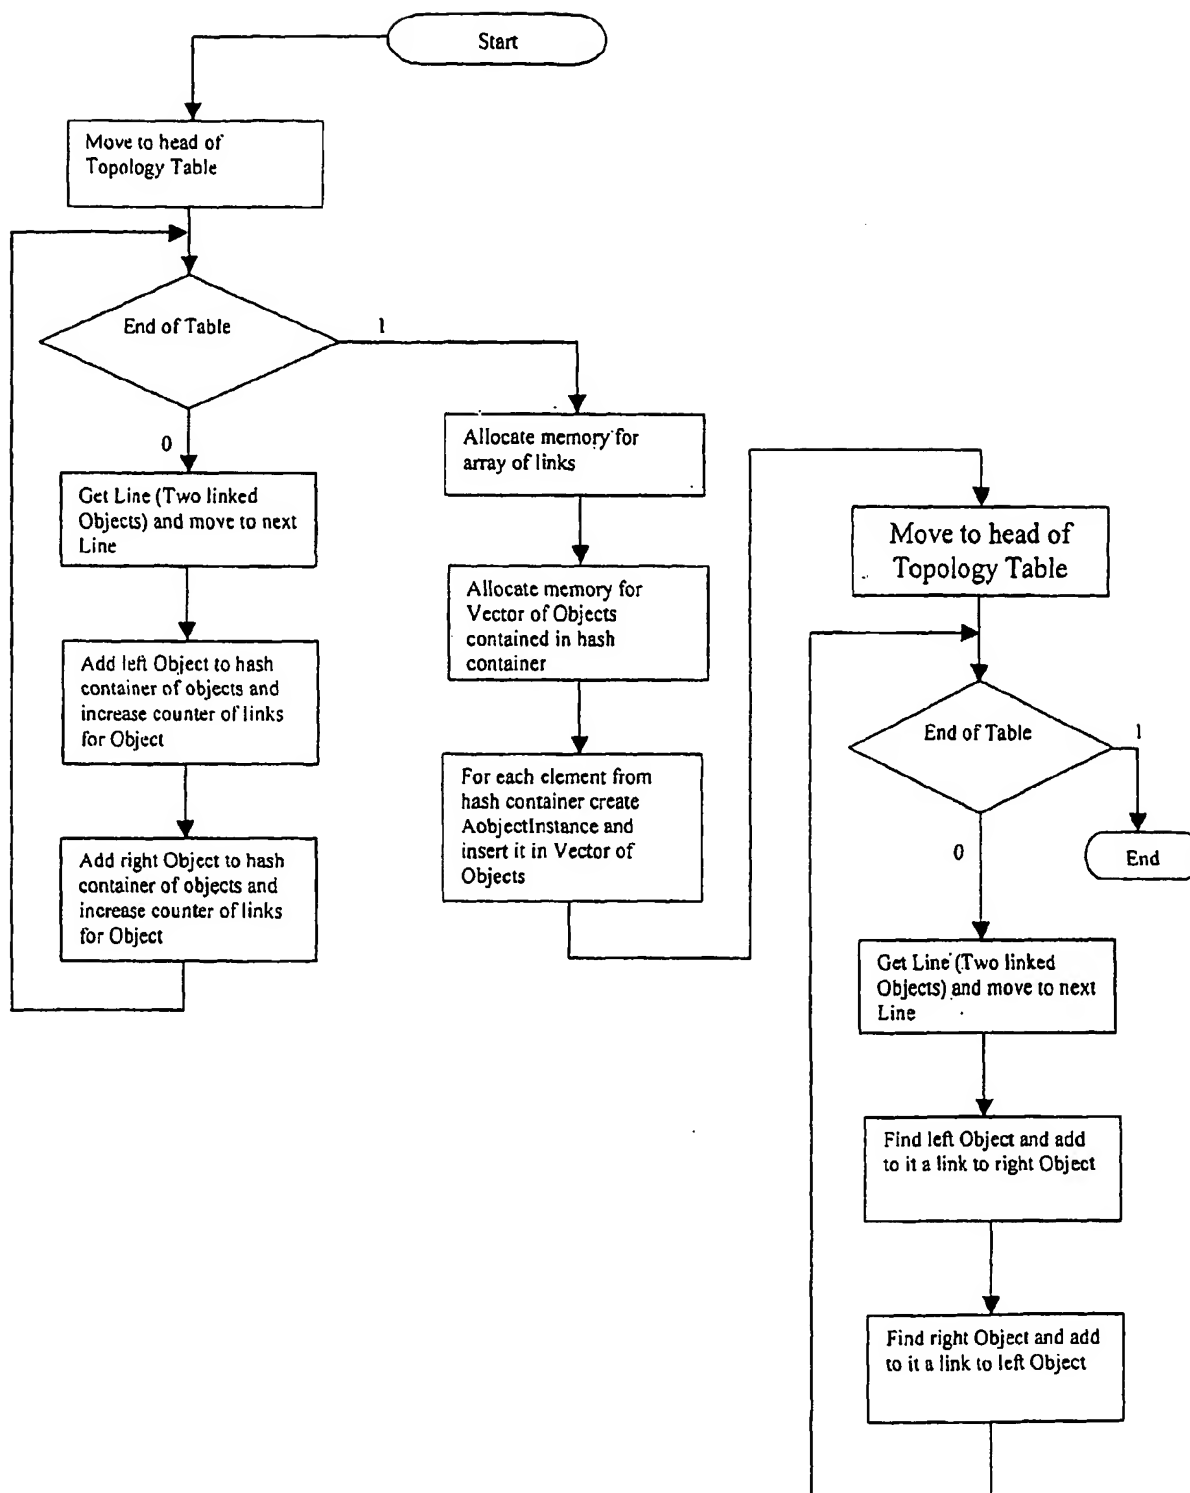 Start
Move to head of
Topology Table
End of Table
1
0
Get Line (Two linked
Objects) and move to next
Line
Add left Object to hash
container of objects and
increase counter of links
for Object
Add right Object to hash
container of objects and
increase counter of links
for Object
Allocate memory for
array of links
Allocate memory for
Vector of Objects
contained in hash
container
For each element from
hash container create
AobjectInstance and
insert it in Vector of
Objects
Move to head of
Topology Table
End of Table
1
0
End
Get Line (Two linked
Objects) and move to next
Line
Find left Object and add
to it a link to right Object
Find right Object and add
to it a link to left Object